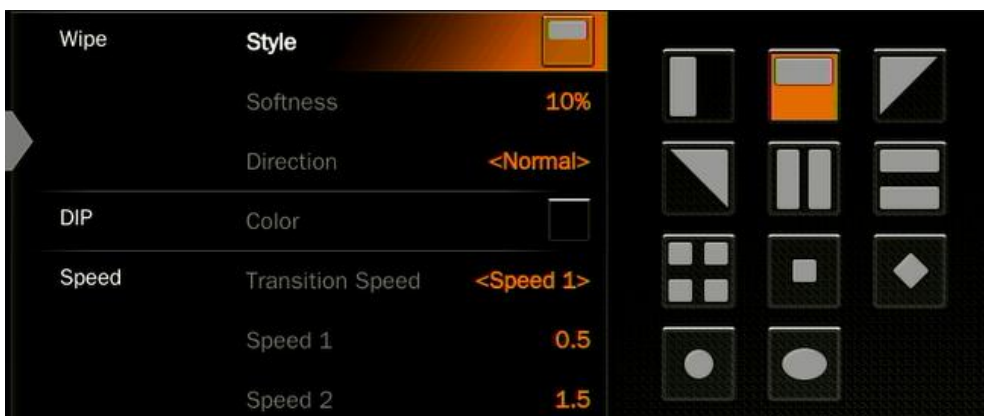 Wipe Style
Softness 10%
Direction <Normal>
DIP Color
Speed Transition Speed <Speed 1>
Speed 1 0.5
Speed 2 1.5